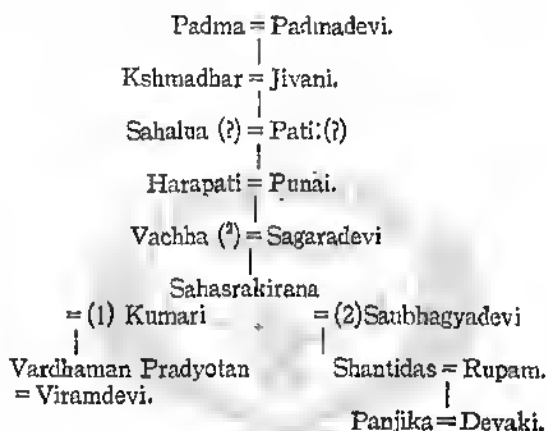 Padma = Padmadevi.
Kshmadhar = Jivani.
Sahalua (?) = Pati:(?)
Harapati = Punai.
Vachha (²) = Sagaradevi
Sahasrakirana
= (1) Kumari = (2)Saubhagyadevi
Vardhaman Pradyotan Shantidas = Rupam.
= Viramdevi.
Panjika = Devaki.